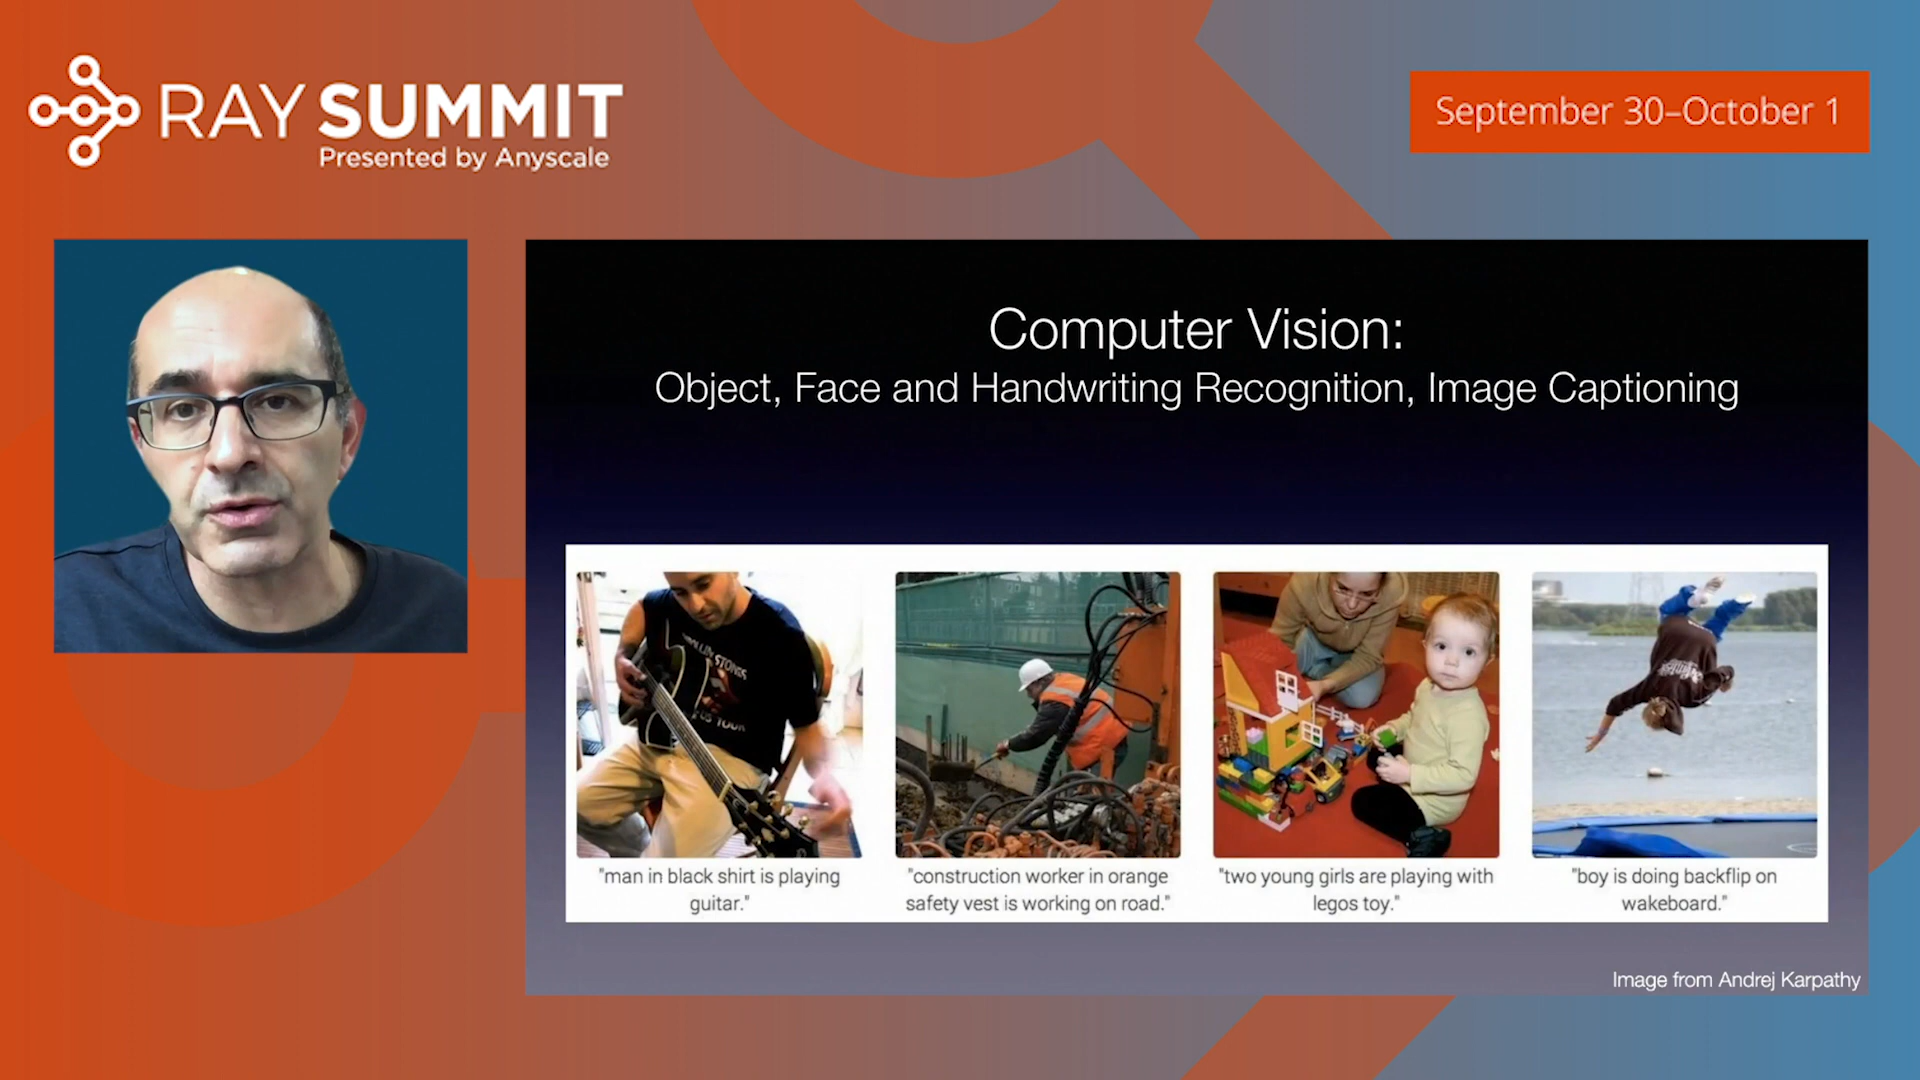 RAY SUMMIT
Presented by Anyscale
September 30–October 1
Computer Vision:
Object, Face and Handwriting Recognition, Image Captioning
"man in black shirt is playing
guitar."
"construction worker in orange
safety vest is working on road."
"two young girls are playing with
legos toy."
"boy is doing backflip on
wakeboard."
Image from Andrej Karpathy